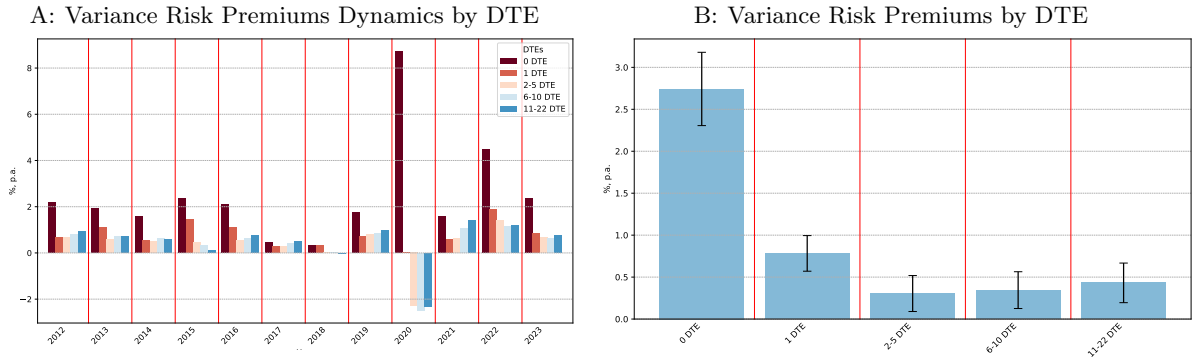 A: Variance Risk Premiums Dynamics by DTE
%, p.a.
8
6
4
2
0
−2
DTEs
0 DTE
1 DTE
2-5 DTE
6-10 DTE
11-22 DTE
2012
2013
2014
2015
2016
2017
2018
2019
2020
2021
2022
2023
B: Variance Risk Premiums by DTE
%, p.a.
3.0
2.5
2.0
1.5
1.0
0.5
0.0
0 DTE
1 DTE
2-5 DTE
6-10 DTE
11-22 DTE